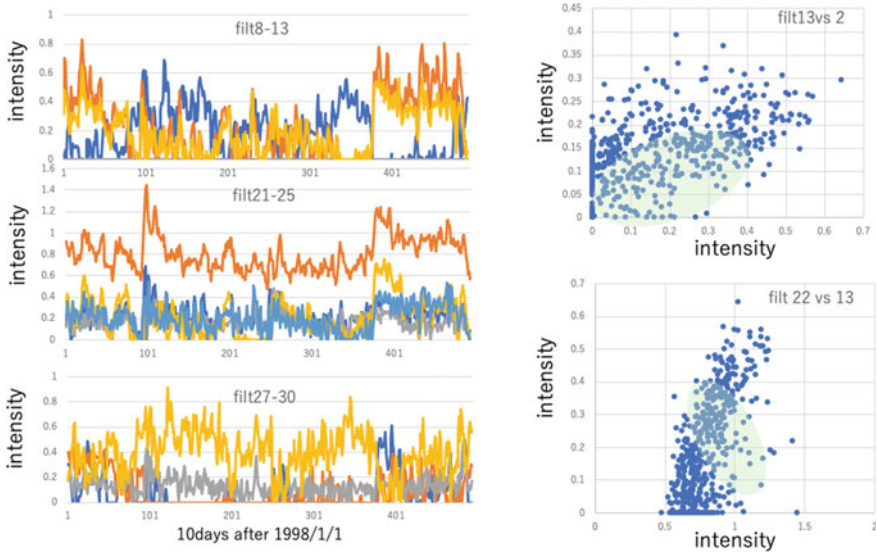 filt8-13
1
0.8
0.6
0.4
0.2
0
intensity
1 101 201 301 401
filt21-25
1.6
1.4
1.2
1
0.8
0.6
0.4
0.2
0
intensity
1 101 201 301 401
filt27-30
1
0.8
0.6
0.4
0.2
0
intensity
1 101 201 301 401
10days after 1998/1/1
filt13vs 2
0.45
0.4
0.35
0.3
0.25
0.2
0.15
0.1
0.05
0
intensity
0 0.1 0.2 0.3 0.4 0.5 0.6 0.7
intensity
filt 22 vs 13
0.7
0.6
0.5
0.4
0.3
0.2
0.1
0
intensity
0 0.5 1 1.5 2
intensity